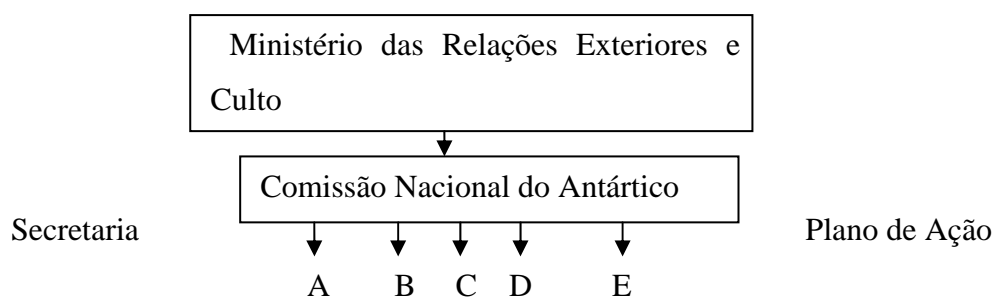 Ministério das Relações Exteriores e
Culto
Comissão Nacional do Antártico
Secretaria
Plano de Ação
A B C D E